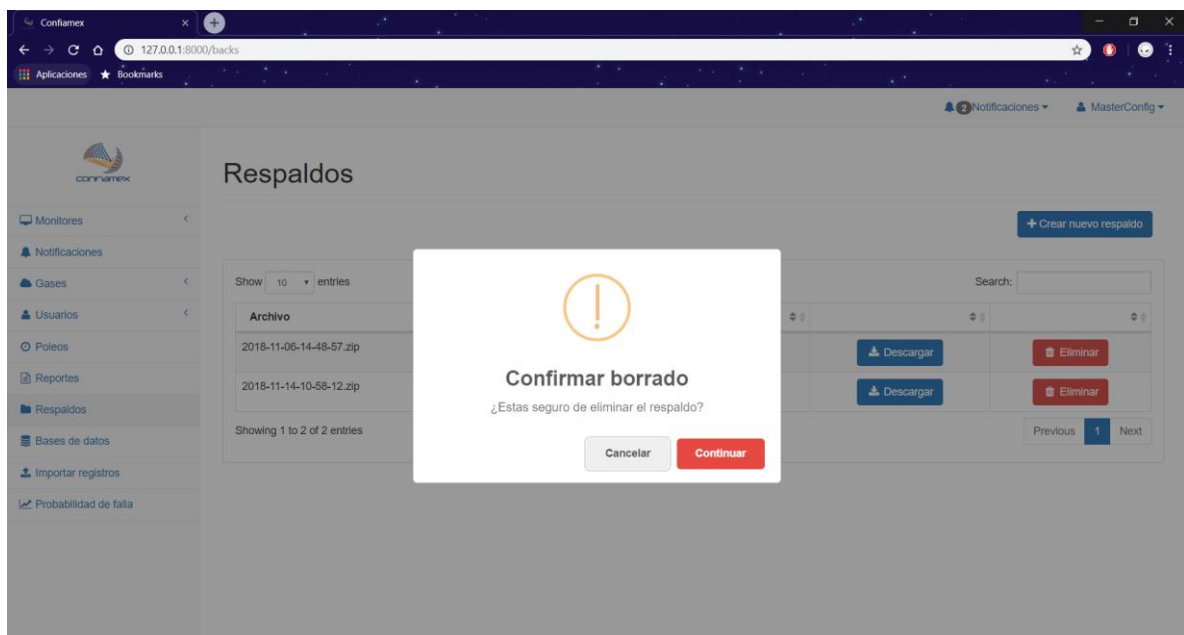 Confiamex
127.0.0.1:8000/backs
Aplicaciones Bookmarks
2 Notificaciones MasterConfig
confiamex
Respaldos
Monitores
Notificaciones
Gases
Usuarios
Poleos
Reportes
Respaldos
Bases de datos
Importar registros
Probabilidad de falla
+ Crear nuevo respaldo
Show 10 entries
Search:
Archivo
2018-11-06-14-48-57.zip
Descargar Eliminar
2018-11-14-10-58-12.zip
Descargar Eliminar
Showing 1 to 2 of 2 entries
Previous 1 Next
Confirmar borrado
¿Estas seguro de eliminar el respaldo?
Cancelar Continuar